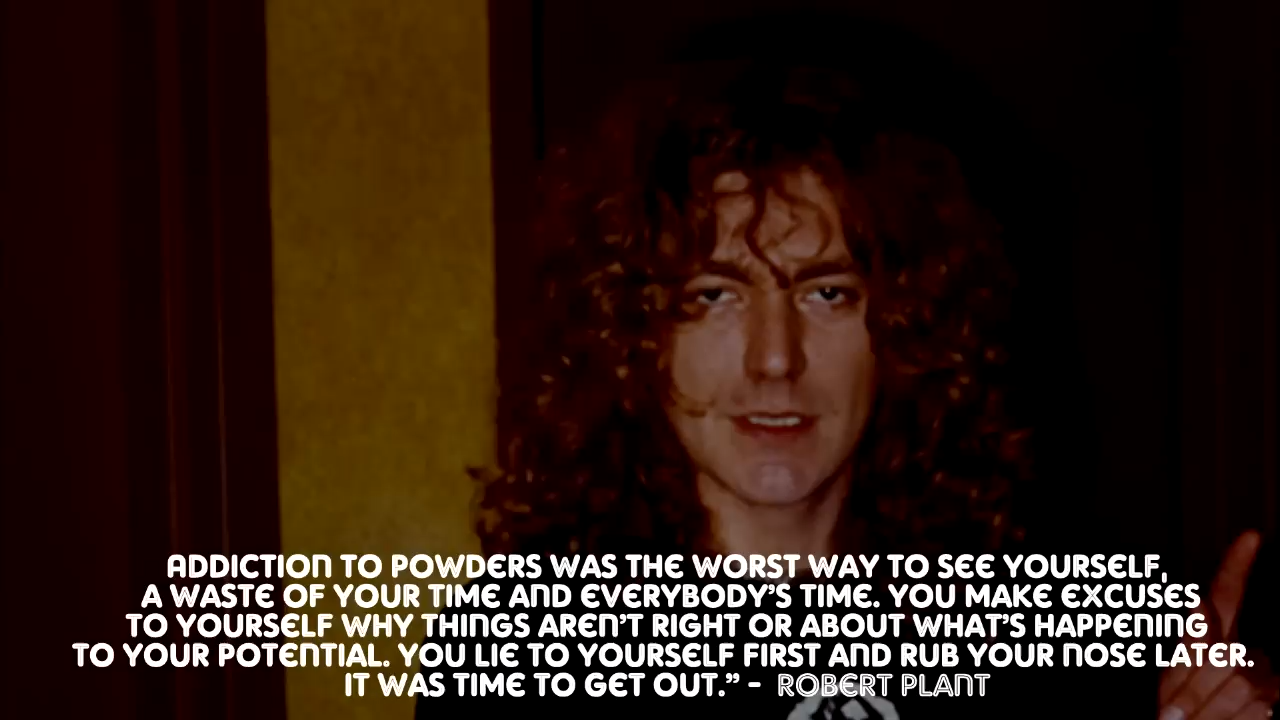 ADDICTION TO POWDERS WAS THE WORST WAY TO SEE YOURSELF,
A WASTE OF YOUR TIME AND EVERYBODY’S TIME. YOU MAKE EXCUSES
TO YOURSELF WHY THINGS AREN’T RIGHT OR ABOUT WHAT’S HAPPENING
TO YOUR POTENTIAL. YOU LIE TO YOURSELF FIRST AND RUB YOUR NOSE LATER.
IT WAS TIME TO GET OUT.” - ROBERT PLANT